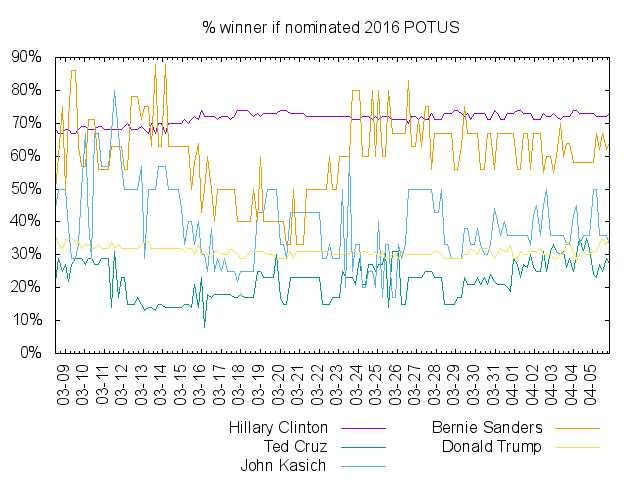 % winner if nominated 2016 POTUS
90%
80%
70%
60%
50%
40%
30%
20%
10%
0%
03-09 03-10 03-11 03-12 03-13 03-14 03-15 03-16 03-17 03-18 03-19 03-20 03-21 03-22 03-23 03-24 03-25 03-26 03-27 03-28 03-29 03-30 03-31 04-01 04-02 04-03 04-04 04-05
Hillary Clinton Bernie Sanders
Ted Cruz Donald Trump
John Kasich